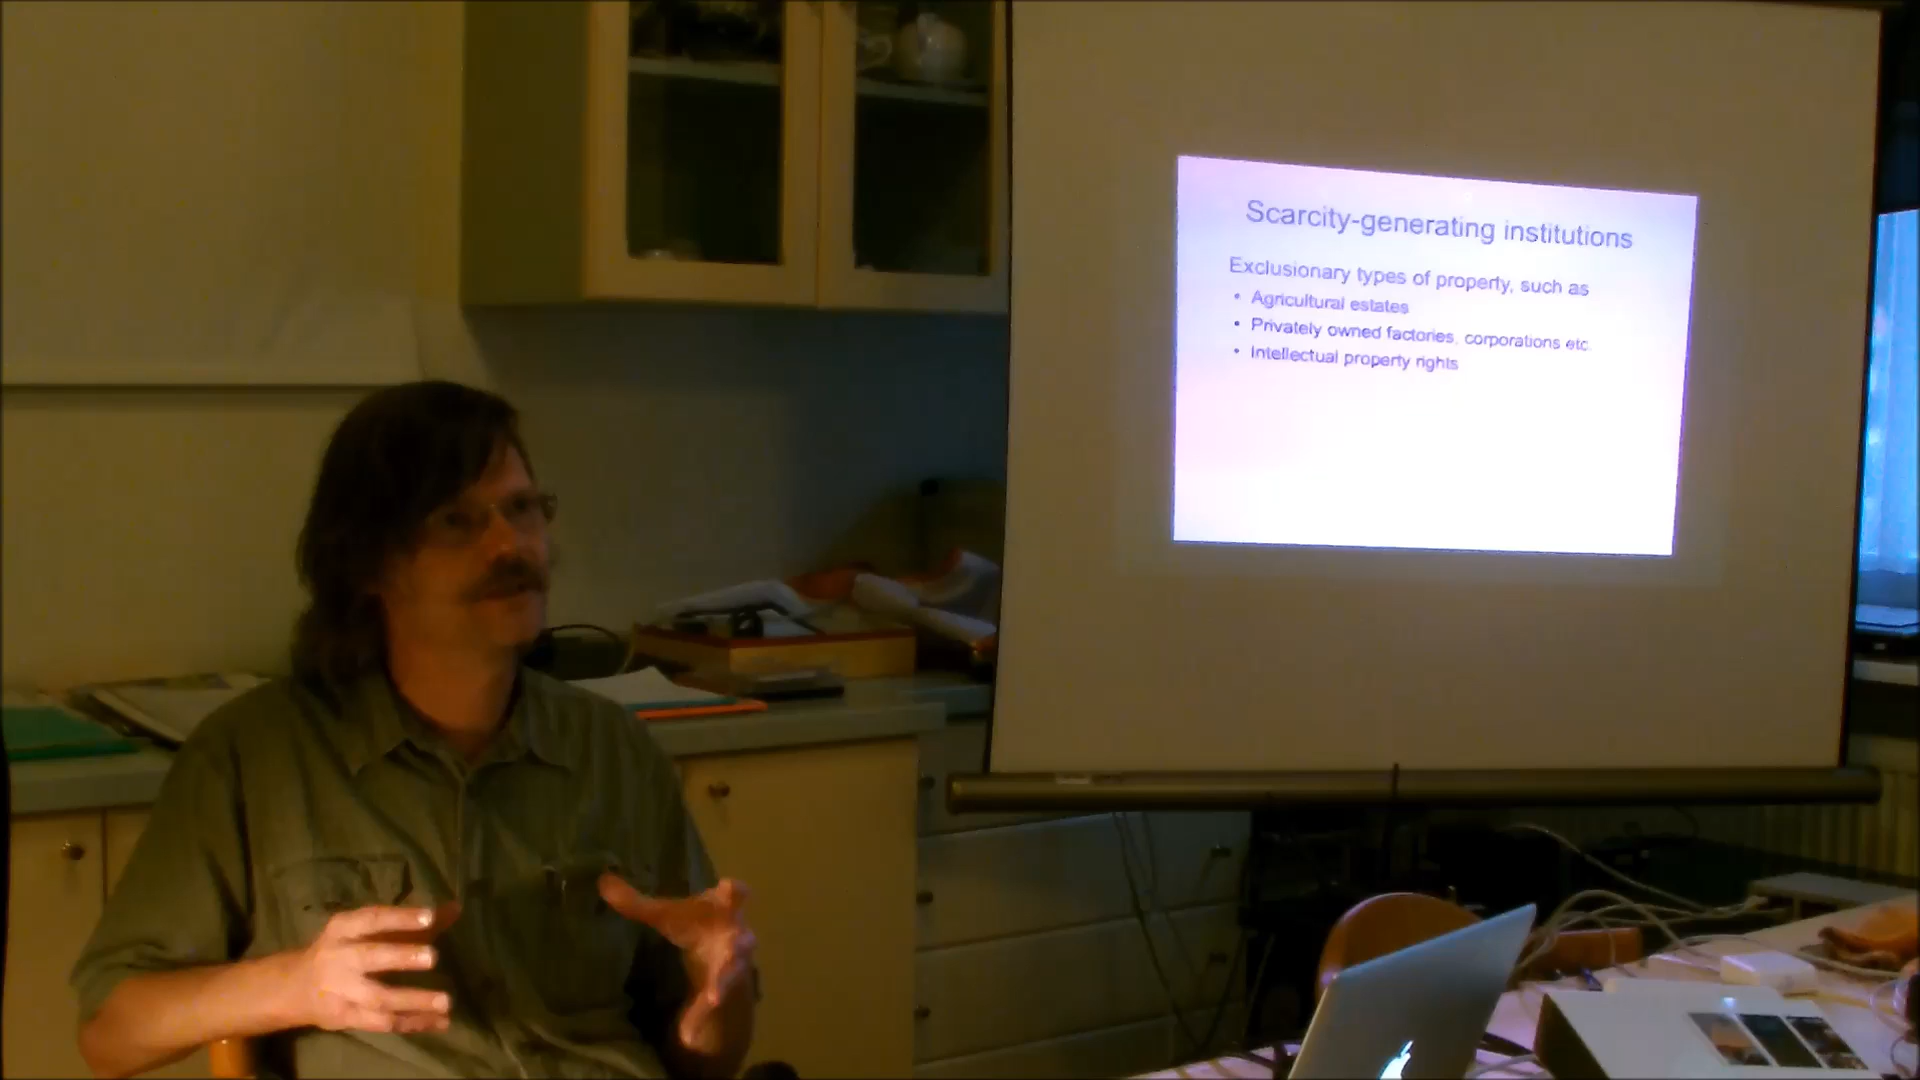 Scarcity-generating institutions
Exclusionary types of property, such as
• Agricultural estates
• Privately owned factories, corporations etc.
• Intellectual property rights